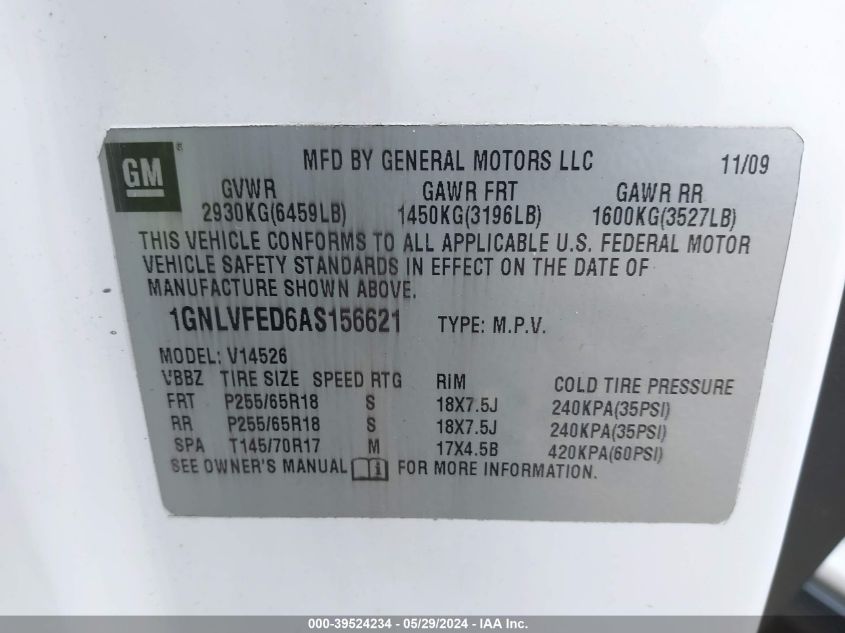 GM ® MFD BY GENERAL MOTORS LLC 11/09
GVWR GAWR FRT GAWR RR
2930KG(6459LB) 1450KG(3196LB) 1600KG(3527LB)
THIS VEHICLE CONFORMS TO ALL APPLICABLE U.S. FEDERAL MOTOR
VEHICLE SAFETY STANDARDS IN EFFECT ON THE DATE OF
MANUFACTURE SHOWN ABOVE.
1GNLVFED6AS156621 TYPE: M.P.V.
MODEL: V14526
VBBZ TIRE SIZE SPEED RTG RIM COLD TIRE PRESSURE
FRT P255/65R18 S 18X7.5J 240KPA(35PSI)
RR P255/65R18 S 18X7.5J 240KPA(35PSI)
SPA T145/70R17 M 17X4.5B 420KPA(60PSI)
SEE OWNER'S MANUAL FOR MORE INFORMATION.
000-39524234 - 05/29/2024 - IAA Inc.